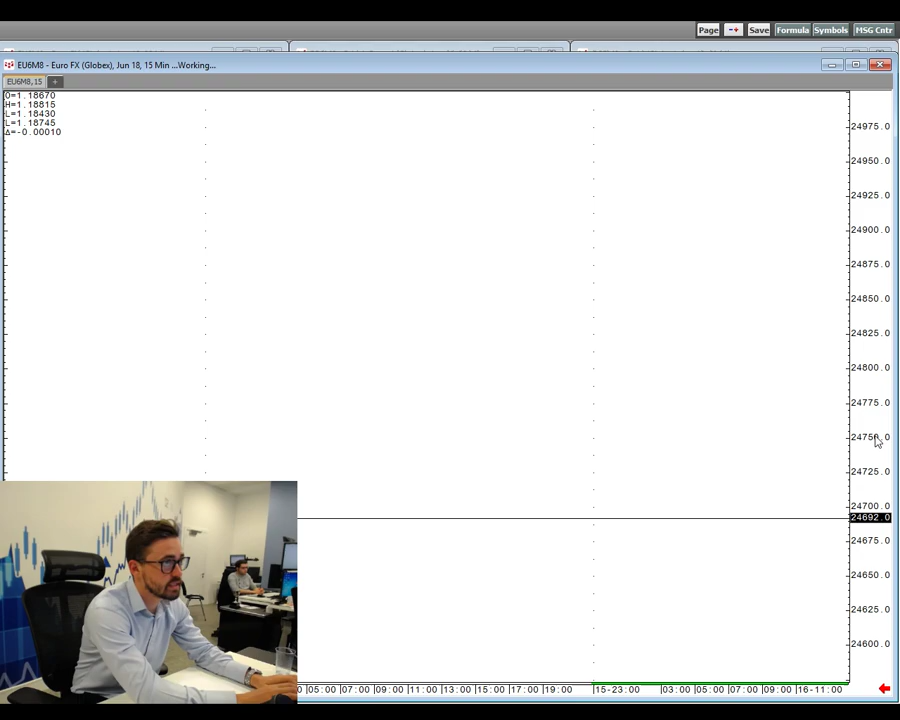 Page
-+
Save
Formula
Symbols
MSG Cntr
EU6M8 - Euro FX (Globex), Jun 18, 15 Min ...Working...
EU6M8,15
+
O=1.18670
H=1.18815
L=1.18430
L=1.18745
Δ=-0.00010
24975.0
24950.0
24925.0
24900.0
24875.0
24850.0
24825.0
24800.0
24775.0
24750.0
24725.0
24700.0
24692.0
24675.0
24650.0
24625.0
24600.0
0 |05:00 |07:00 |09:00 |11:00 |13:00 |15:00 |17:00 |19:00 |15-23:00 |03:00 |05:00 |07:00 |09:00 |16-11:00